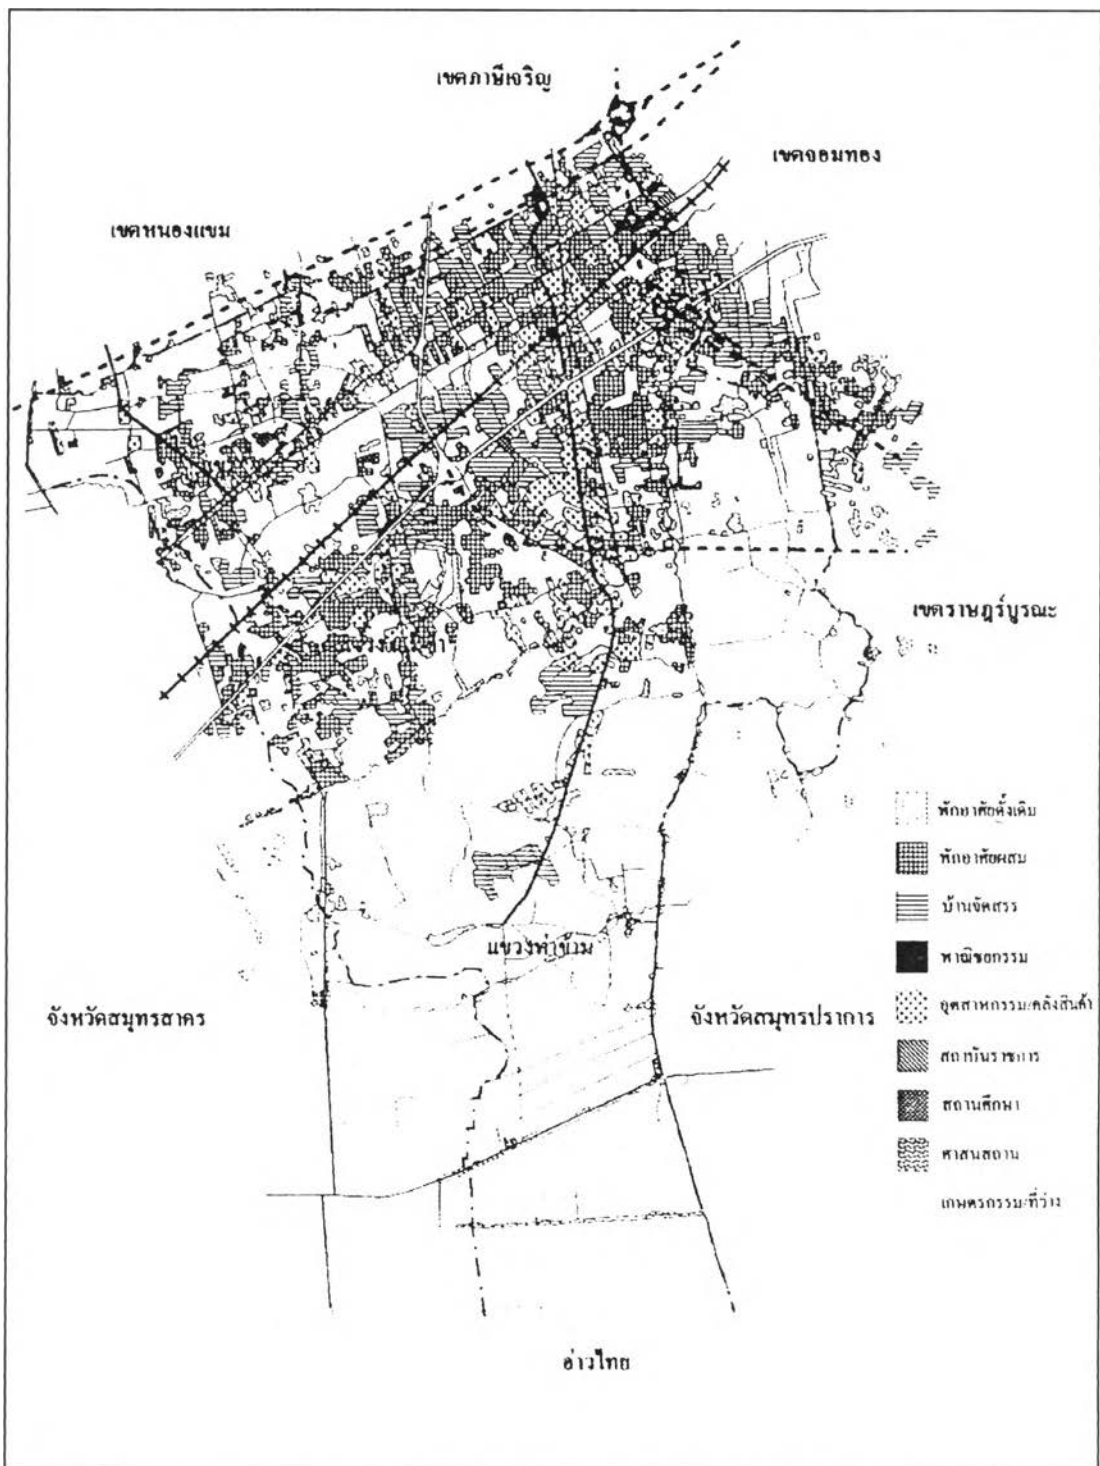 เขตภาษีเจริญ
เขตจอมทอง
เขตหนองแขม
เขตราษฎร์บูรณะ
พักอาศัยดั้งเดิม
พักอาศัยผสม
บ้านจัดสรร
พาณิชยกรรม
แขวงท่าข้าม
จังหวัดสมุทรสาคร
จังหวัดสมุทรปราการ
อุตสาหกรรม/คลังสินค้า
สถาบันราชการ
สถานศึกษา
ศาสนสถาน
เกษตรกรรม/ที่ว่าง
อ่าวไทย